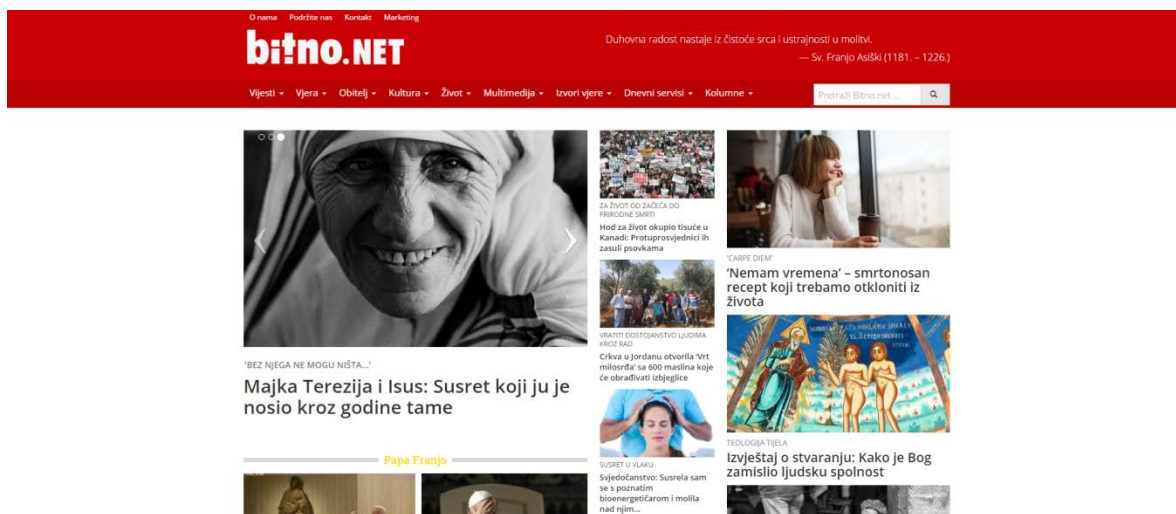 O nama Podržite nas Kontakt Marketing
bitno.NET
Duhovna radost nastaje iz čistoće srca i ustrajnosti u molitvi.
— Sv. Franjo Asiški (1181. – 1226.)
Vijesti Vjera Obitelj Kultura Život Multimedija Izvori vjere Dnevni servisi Kolumne
Pretraži Bitno.net ...
'BEZ NJEGA NE MOGU NIŠTA...'
Majka Terezija i Isus: Susret koji ju je
nosio kroz godine tame
Papa Franjo
ZA ŽIVOT OD ZAČEĆA DO
PRIRODNE SMRTI
Hod za život okupio tisuće u
Kanadi: Protuprosvjednici ih
zasuli psovkama
VRATITI DOSTOJANSTVO LJUDIMA
KROZ RAD
Crkva u Jordanu otvorila 'Vrt
milosrđa' sa 600 maslina koje
će obrađivati izbjeglice
SUSRET U VLAKU
Svjedočanstvo: Susrela sam
se s poznatim
bioenergetičarom i molila
nad njim...
'CARPE DIEM'
'Nemam vremena' – smrtonosan
recept koji trebamo otkloniti iz
života
TEOLOGIJA TIJELA
Izvještaj o stvaranju: Kako je Bog
zamislio ljudsku spolnost